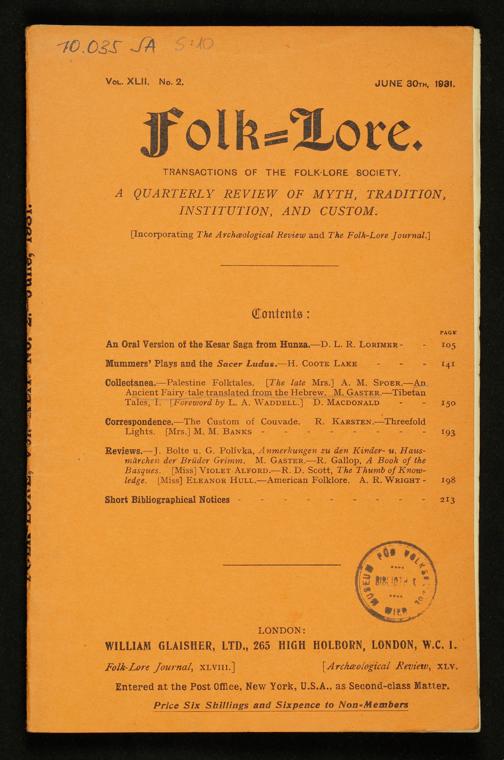 10.035 SA S:10
VOL. XLII. No. 2. JUNE 30TH, 1931.
Folk=Lore.
TRANSACTIONS OF THE FOLK-LORE SOCIETY.
A QUARTERLY REVIEW OF MYTH, TRADITION,
INSTITUTION, AND CUSTOM.
[Incorporating The Archæological Review and The Folk-Lore Journal.]
Contents:
PAGE
An Oral Version of the Kesar Saga from Hunza.—D. L. R. LORIMER - - 105
Mummers' Plays and the Sacer Ludus.—H. COOTE LAKE - - - 141
Collectanea.—Palestine Folktales. [The late Mrs.] A. M. SPOER.—An
Ancient Fairy-tale translated from the Hebrew. M. GASTER.—Tibetan
Tales, I. [Foreword by L. A. WADDELL.] D. MACDONALD - - 150
Correspondence.—The Custom of Couvade. R. KARSTEN.—Threefold
Lights. [Mrs.] M. M. BANKS - - - - - - - - 193
Reviews.—J. Bolte u. G. Polívka, Anmerkungen zu den Kinder- u. Haus-
märchen der Brüder Grimm. M. GASTER.—R. Gallop, A Book of the
Basques. [Miss] VIOLET ALFORD.—R. D. Scott, The Thumb of Know-
ledge. [Miss] ELEANOR HULL.—American Folklore. A. R. WRIGHT - 198
Short Bibliographical Notices - - - - - - - - - 213
MUSEUM FÜR VOLKS
WIEN
LONDON:
WILLIAM GLAISHER, LTD., 265 HIGH HOLBORN, LONDON, W.C. 1.
Folk-Lore Journal, XLVIII.] [Archæological Review, XLV.
Entered at the Post Office, New York, U.S.A., as Second-class Matter.
Price Six Shillings and Sixpence to Non-Members